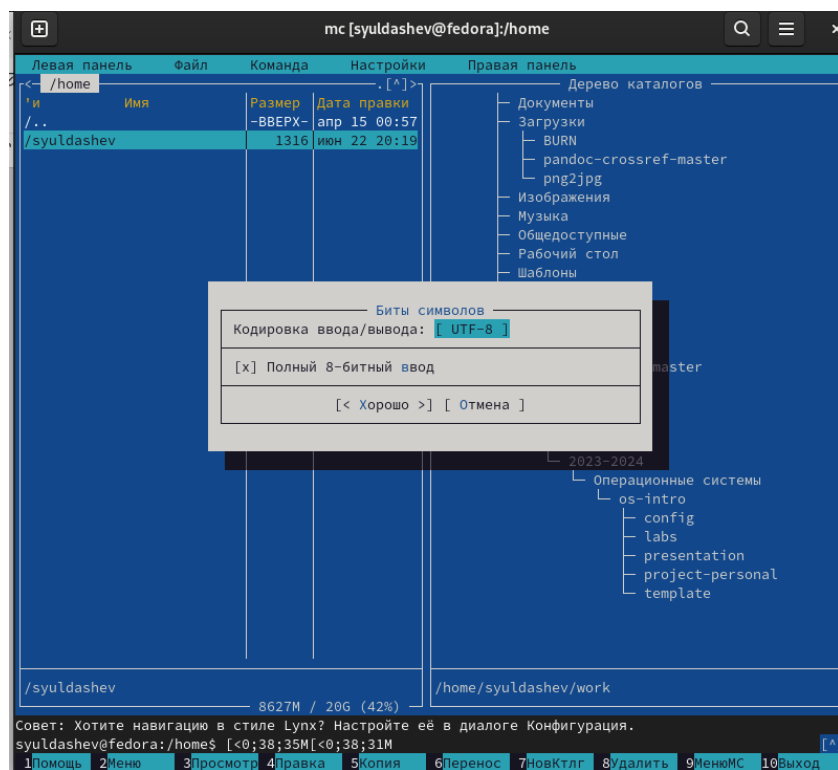 mc [syuldashev@fedora]:/home
Левая панель Файл Команда Настройки Правая панель
<─ /home .[^]> Дерево каталогов
'и Имя Размер Дата правки Документы
/.. -ВВЕРХ- апр 15 00:57 Загрузки
/syuldashev 1316 июн 22 20:19 BURN
pandoc-crossref-master
png2jpg
Изображения
Музыка
Общедоступные
Рабочий стол
Шаблоны
Биты символов
Кодировка ввода/вывода: [ UTF-8 ]
[x] Полный 8-битный ввод master
[< Хорошо >] [ Отмена ]
2023-2024
Операционные системы
os-intro
config
labs
presentation
project-personal
template
/syuldashev /home/syuldashev/work
8627M / 20G (42%)
Совет: Хотите навигацию в стиле Lynx? Настройте её в диалоге Конфигурация.
syuldashev@fedora:/home$ [<0;38;35M[<0;38;31M [^
1Помощь 2Меню 3Просмотр 4Правка 5Копия 6Перенос 7НовКтлг 8Удалить 9МенюMC 10Выход